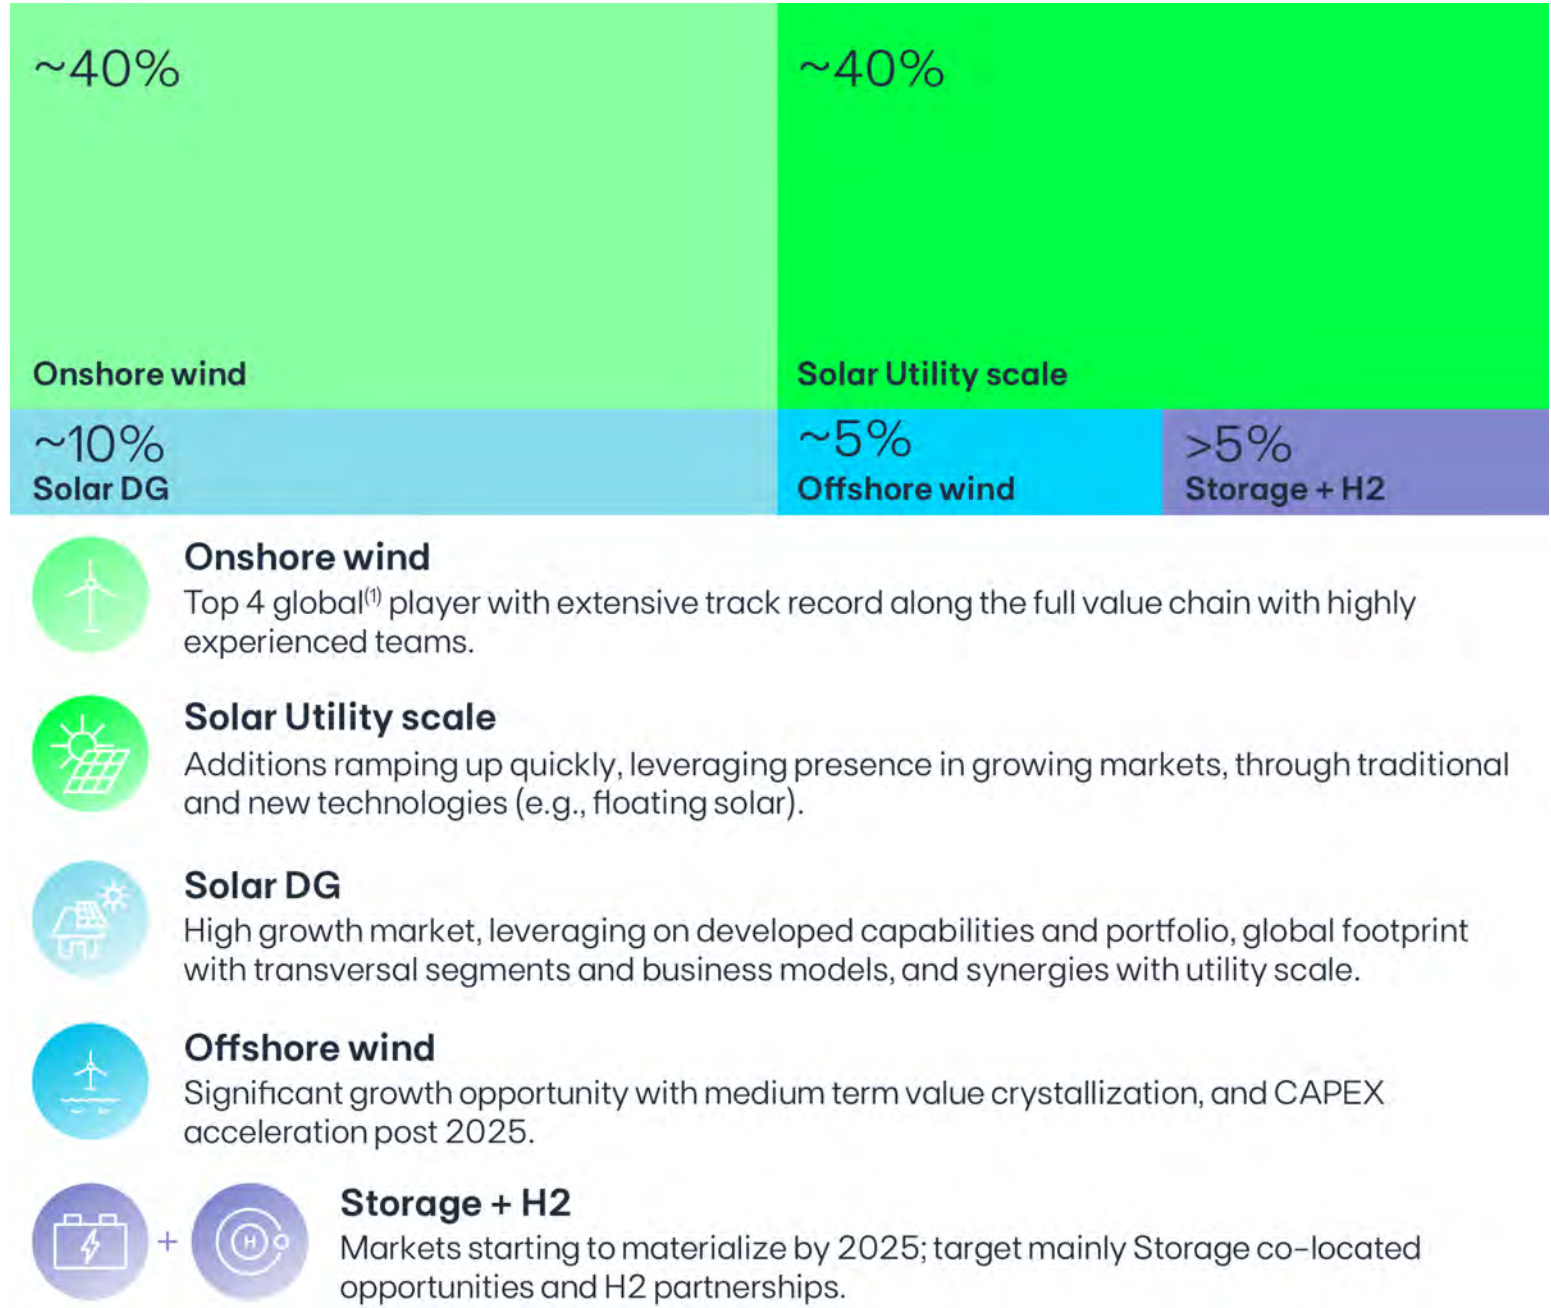 ~40%
~40%
Onshore wind
Solar Utility scale
~10%
Solar DG
~5%
Offshore wind
>5%
Storage + H2
Onshore wind
Top 4 global(1) player with extensive track record along the full value chain with highly
experienced teams.
Solar Utility scale
Additions ramping up quickly, leveraging presence in growing markets, through traditional
and new technologies (e.g., floating solar).
Solar DG
High growth market, leveraging on developed capabilities and portfolio, global footprint
with transversal segments and business models, and synergies with utility scale.
Offshore wind
Significant growth opportunity with medium term value crystallization, and CAPEX
acceleration post 2025.
+
H
Storage + H2
Markets starting to materialize by 2025; target mainly Storage co-located
opportunities and H2 partnerships.